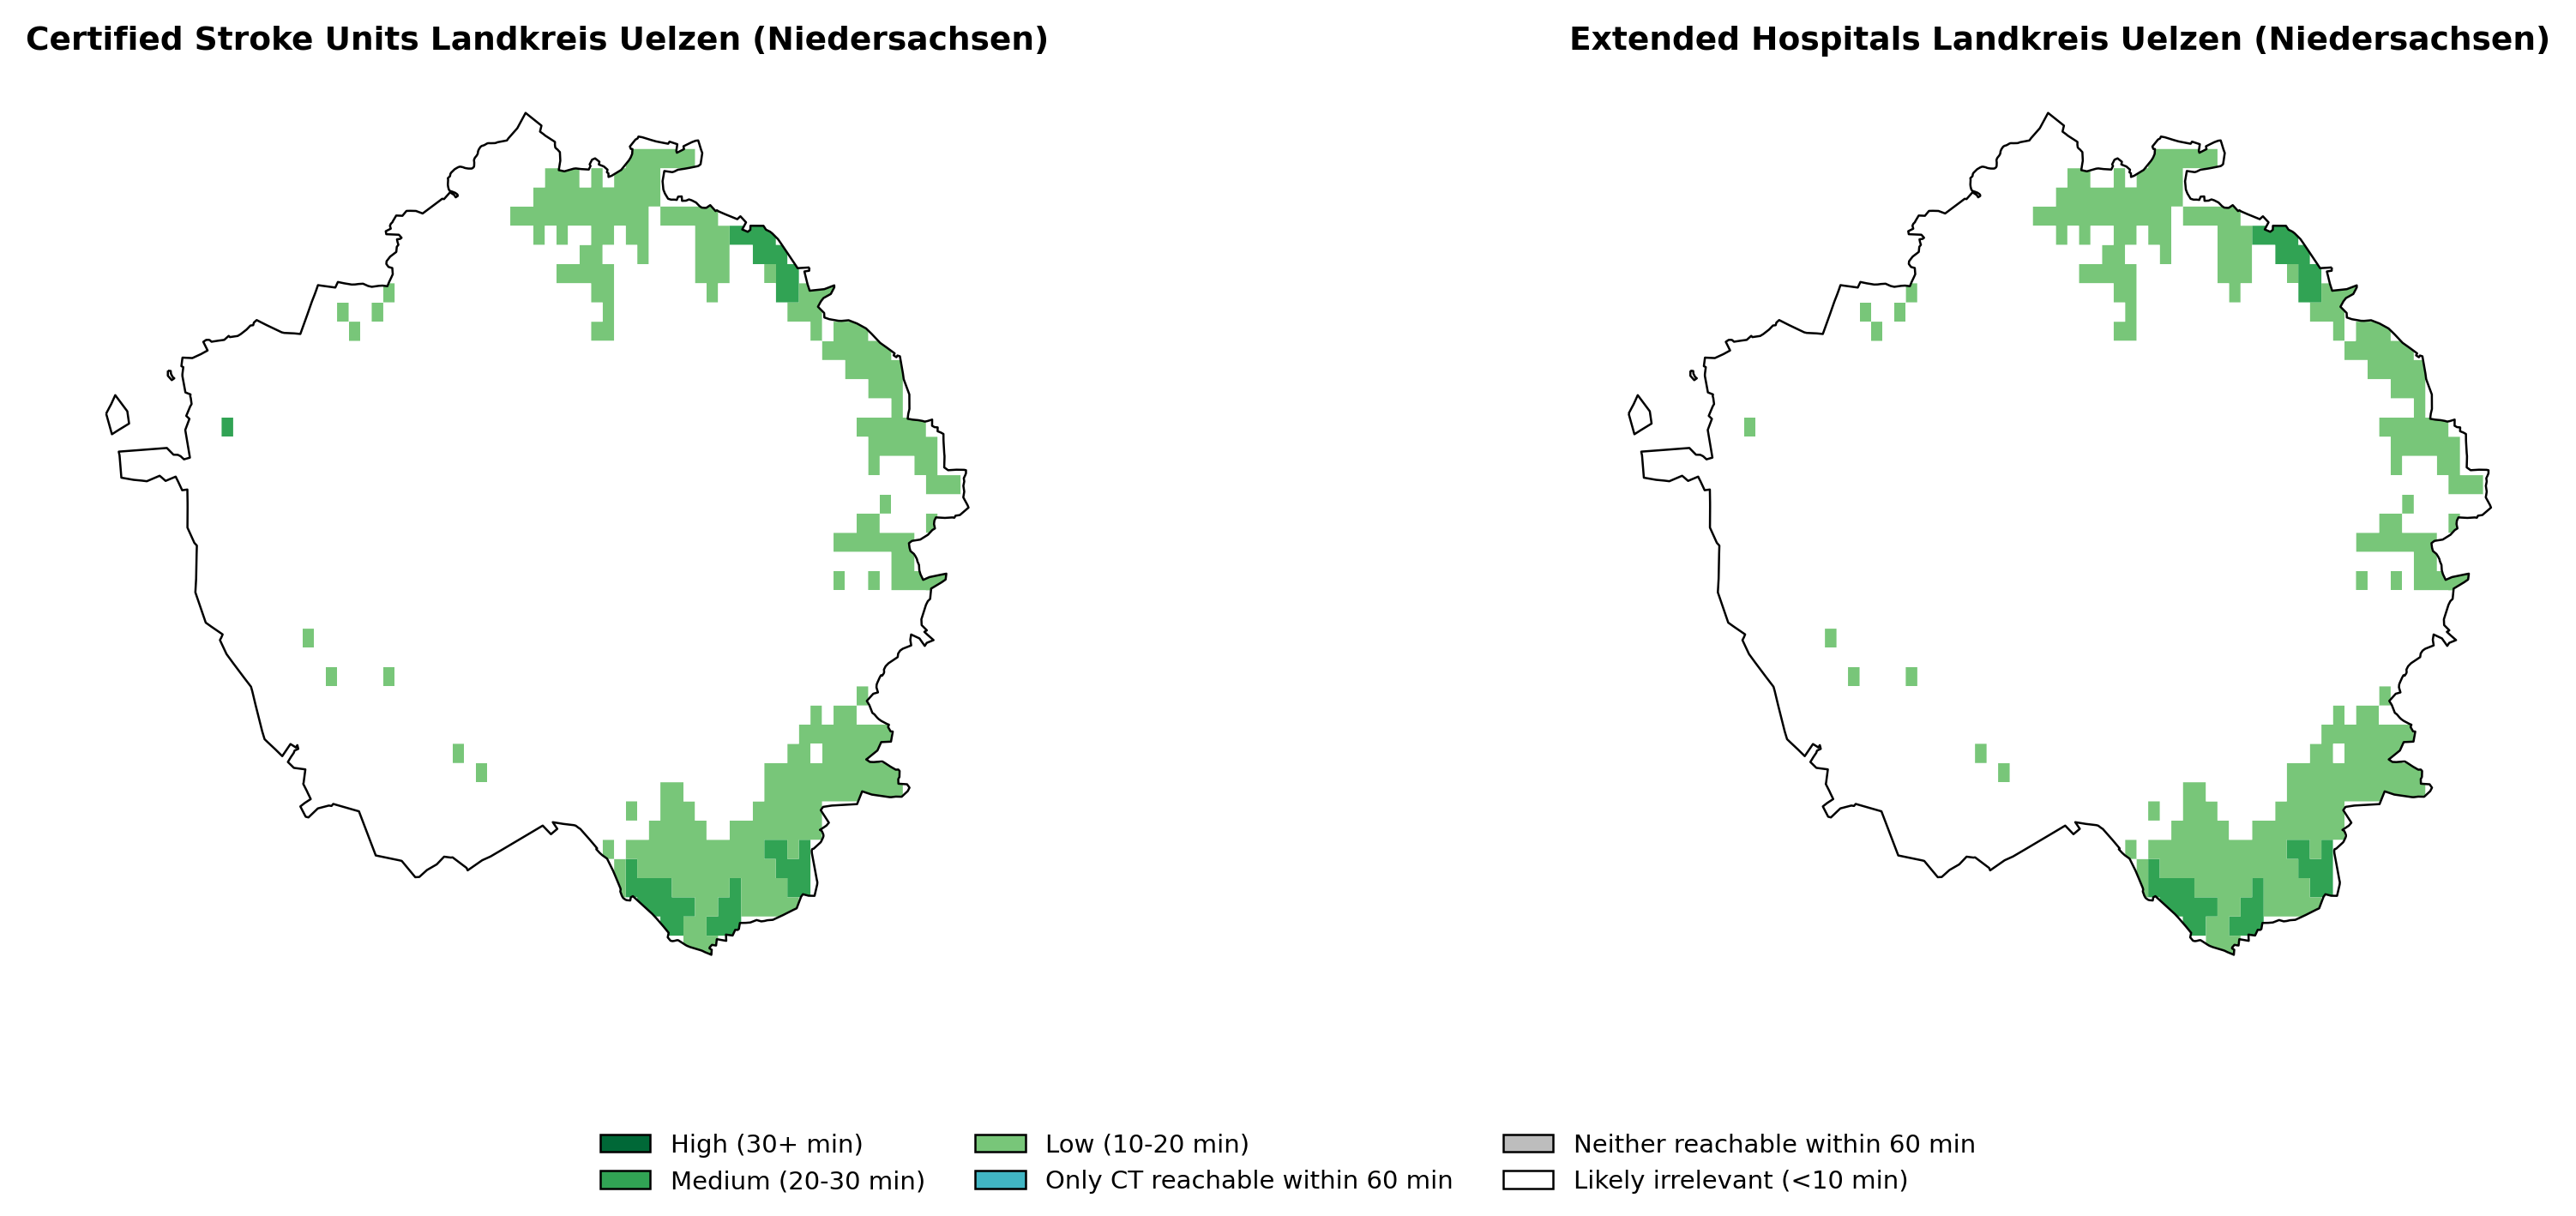 Certified Stroke Units Landkreis Uelzen (Niedersachsen)
Extended Hospitals Landkreis Uelzen (Niedersachsen)
High (30+ min)
Medium (20-30 min)
Low (10-20 min)
Only CT reachable within 60 min
Neither reachable within 60 min
Likely irrelevant (<10 min)